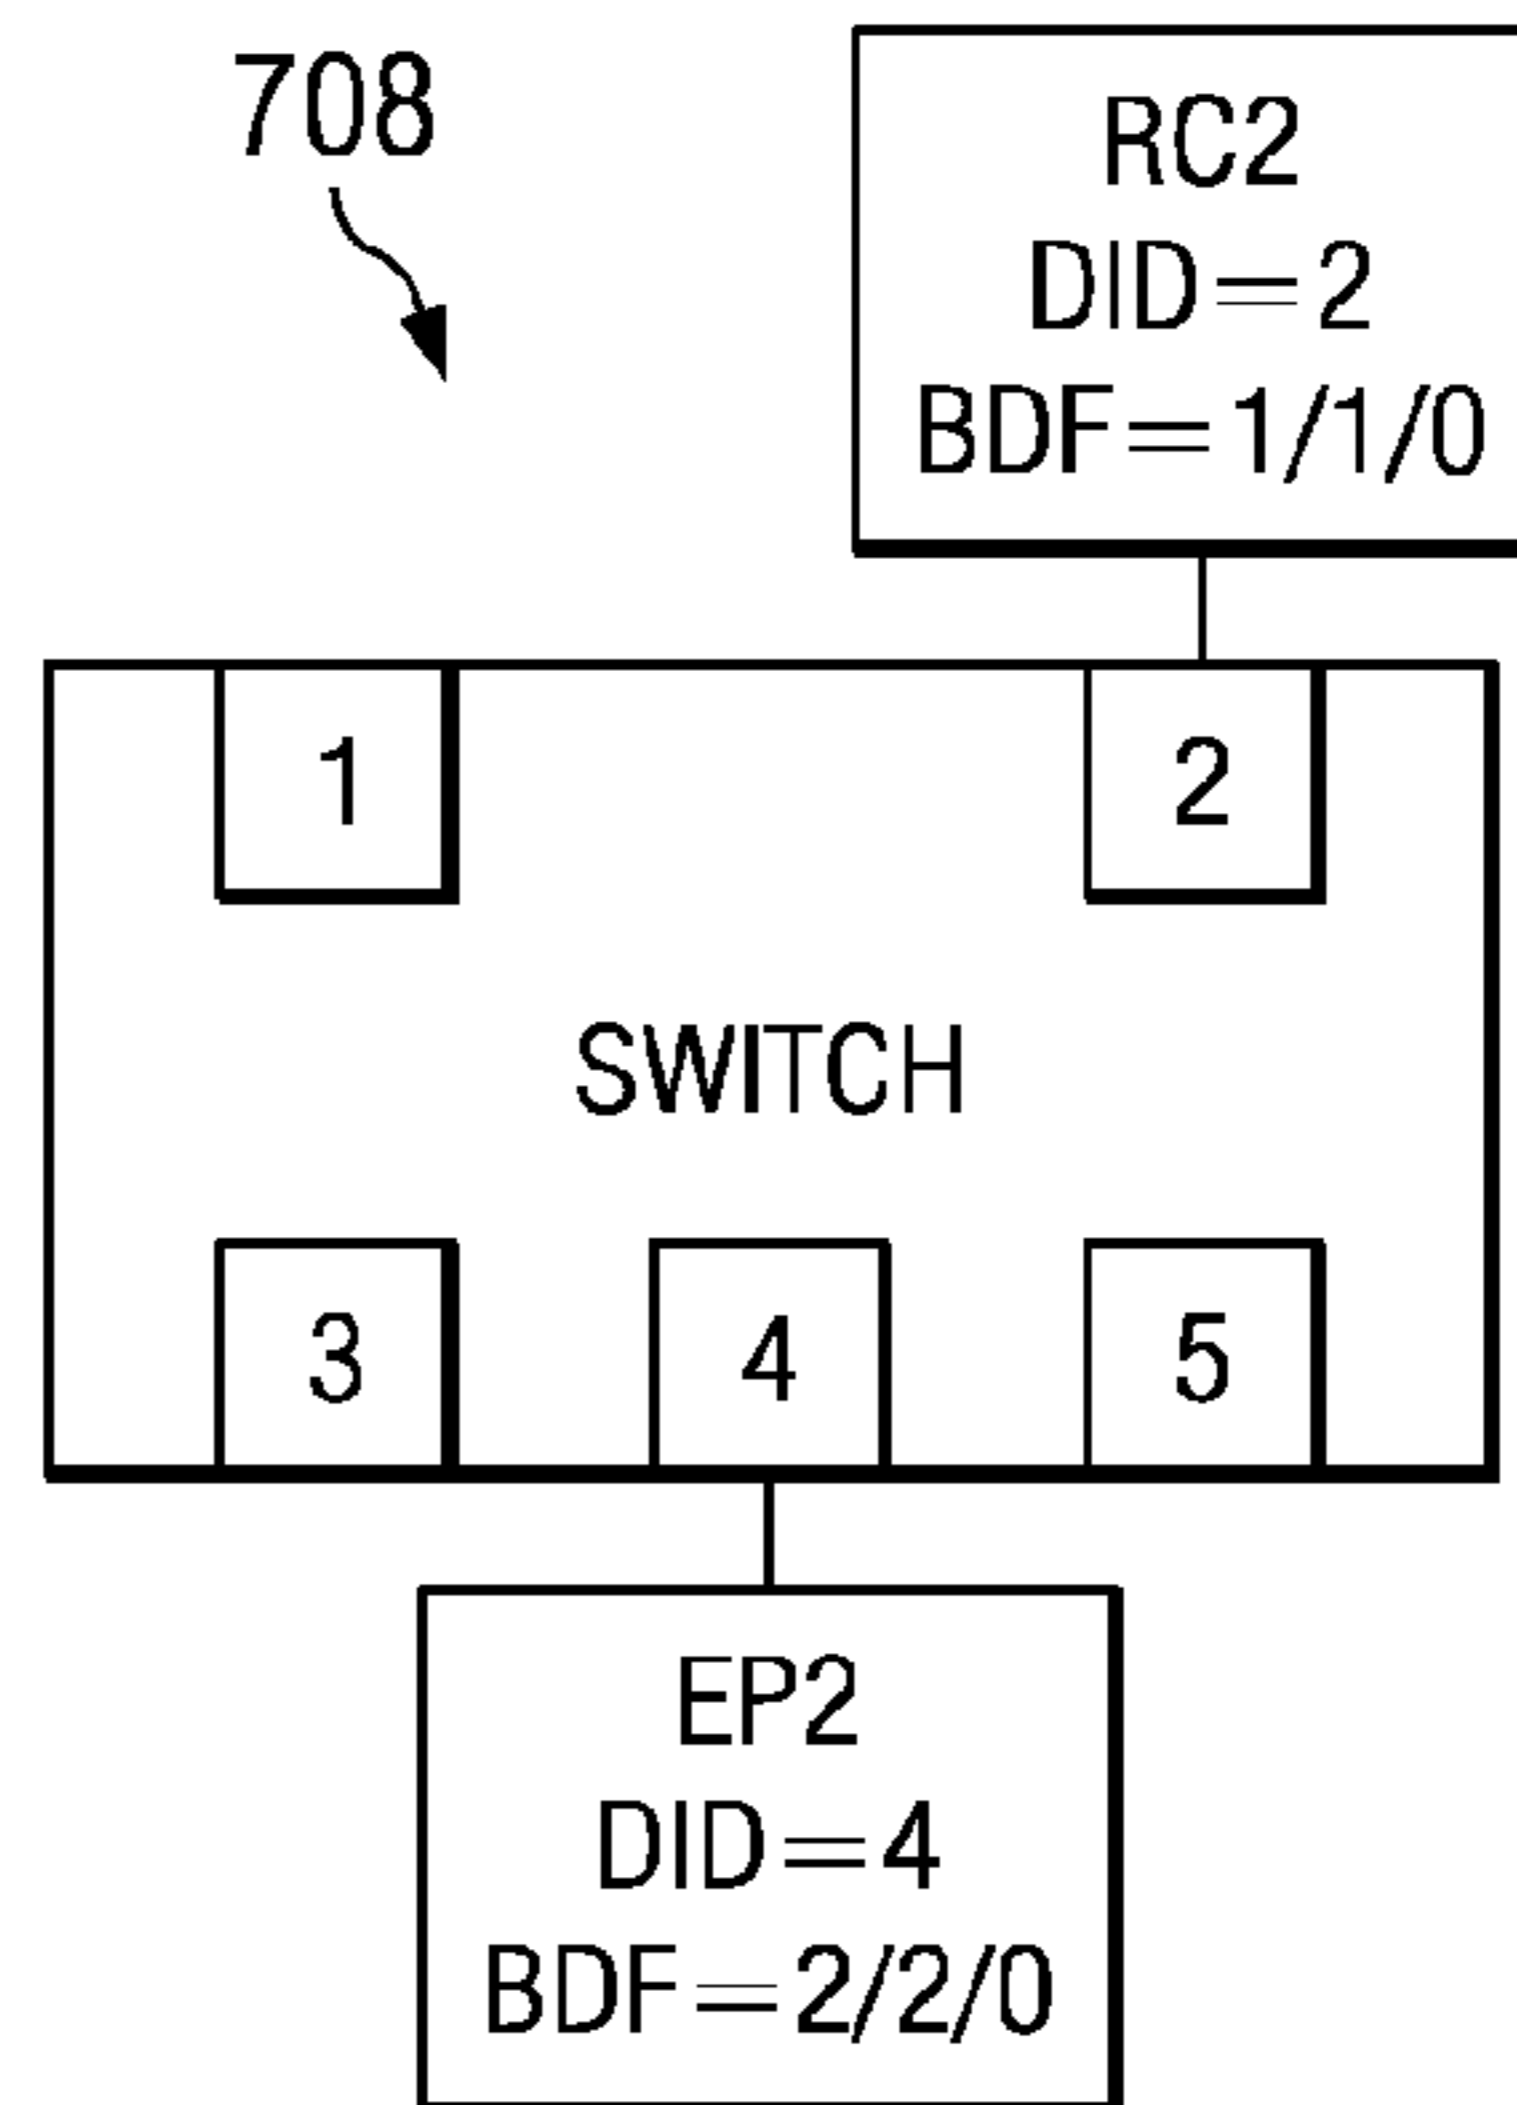 708
RC2
DID=2
BDF=1/1/0
1
2
SWITCH
3
4
5
EP2
DID=4
BDF=2/2/0